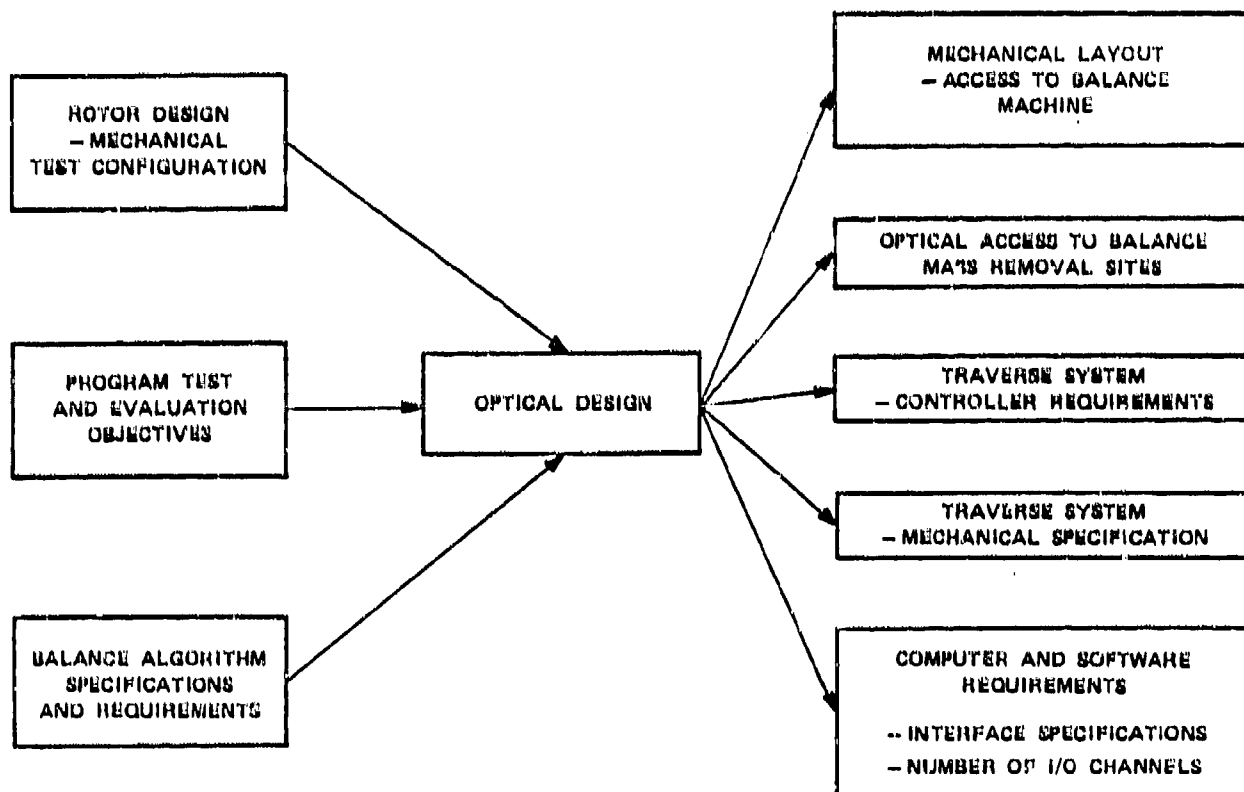 ROTOR DESIGN
– MECHANICAL
TEST CONFIGURATION
PROGRAM TEST
AND EVALUATION
OBJECTIVES
BALANCE ALGORITHM
SPECIFICATIONS
AND REQUIREMENTS
OPTICAL DESIGN
MECHANICAL LAYOUT
– ACCESS TO BALANCE
MACHINE
OPTICAL ACCESS TO BALANCE
MASS REMOVAL SITES
TRAVERSE SYSTEM
– CONTROLLER REQUIREMENTS
TRAVERSE SYSTEM
– MECHANICAL SPECIFICATION
COMPUTER AND SOFTWARE
REQUIREMENTS
– INTERFACE SPECIFICATIONS
– NUMBER OF I/O CHANNELS